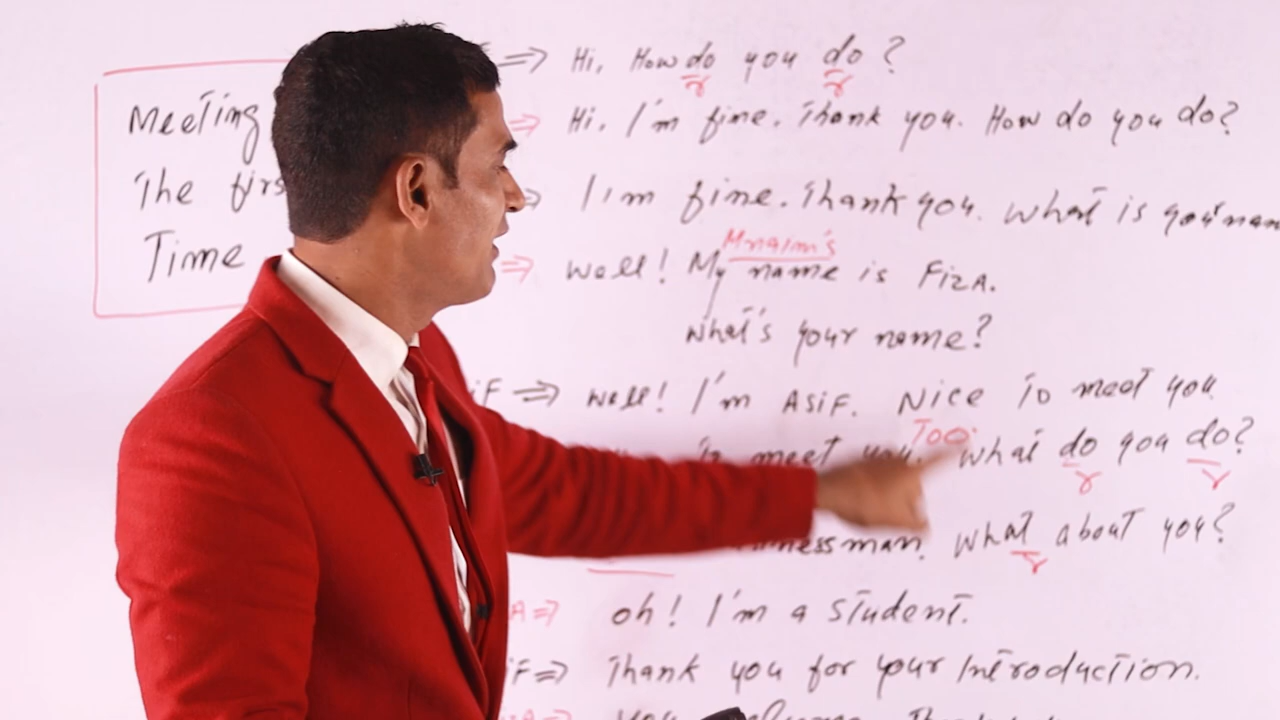 Meeting
The firs
Time
⇒ Hi, How do you do?
⇒ Hi, I'm fine. Thank you. How do you do?
⇒ I'm fine. Thank you. What is your nam
Mnaim's
⇒ well! My name is FizA.
What's your name?
iF ⇒ well! I'm ASiF. Nice To meet you
Too.
To meet you. What do you do?
nessman. What about you?
A ⇒ oh! I'm a student.
iF ⇒ Thank you for your Introduction.